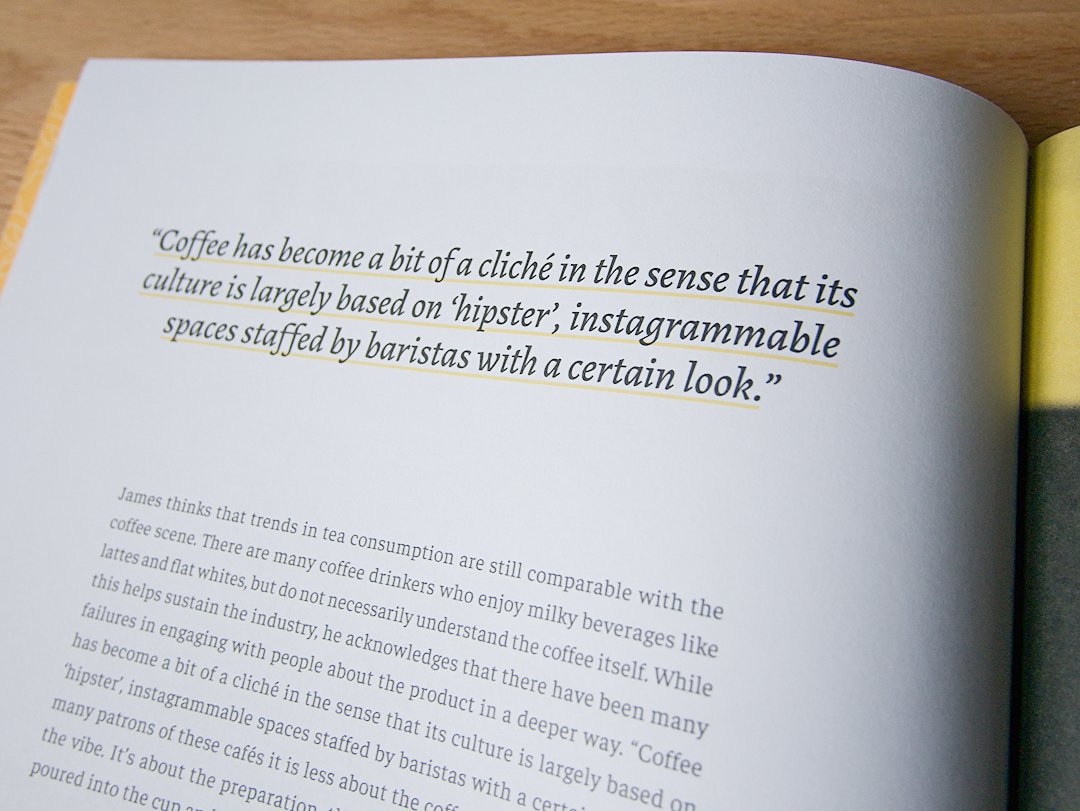 “Coffee has become a bit of a cliché in the sense that its
culture is largely based on ‘hipster’, instagrammable
spaces staffed by baristas with a certain look.”
James thinks that trends in tea consumption are still comparable with the
coffee scene. There are many coffee drinkers who enjoy milky beverages like
lattes and flat whites, but do not necessarily understand the coffee itself. While
this helps sustain the industry, he acknowledges that there have been many
failures in engaging with people about the product in a deeper way. “Coffee
has become a bit of a cliché in the sense that its culture is largely based on
‘hipster’, instagrammable spaces staffed by baristas with a
many patrons of these cafés it is less about the
the vibe. It’s about the preparation,
poured into the cup